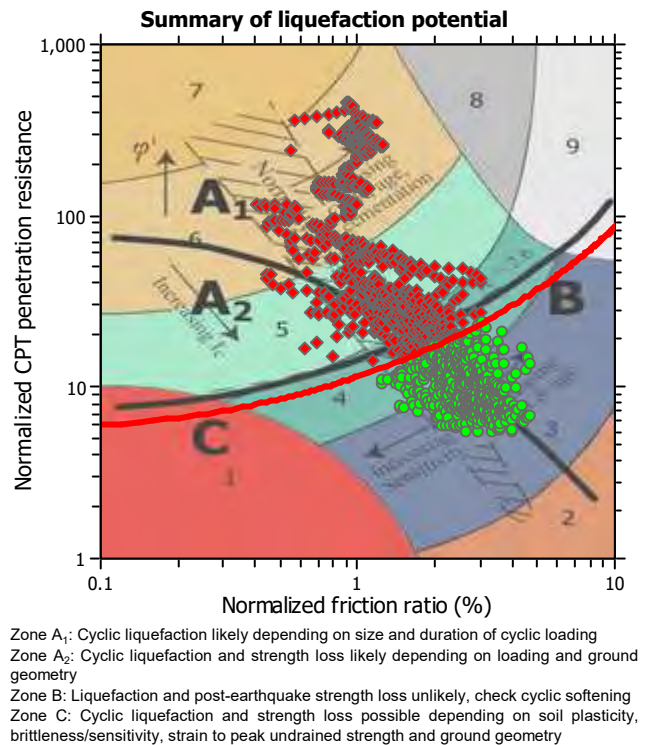 Summary of liquefaction potential
Normalized CPT penetration resistance
1,000
100
10
1
7
8
9
φ'
A1
6
A2
Increasing Ic
5
B
4
C
1
3
2
0.1
1
10
Normalized friction ratio (%)
Zone A1: Cyclic liquefaction likely depending on size and duration of cyclic loading
Zone A2: Cyclic liquefaction and strength loss likely depending on loading and ground
geometry
Zone B: Liquefaction and post-earthquake strength loss unlikely, check cyclic softening
Zone C: Cyclic liquefaction and strength loss possible depending on soil plasticity,
brittleness/sensitivity, strain to peak undrained strength and ground geometry